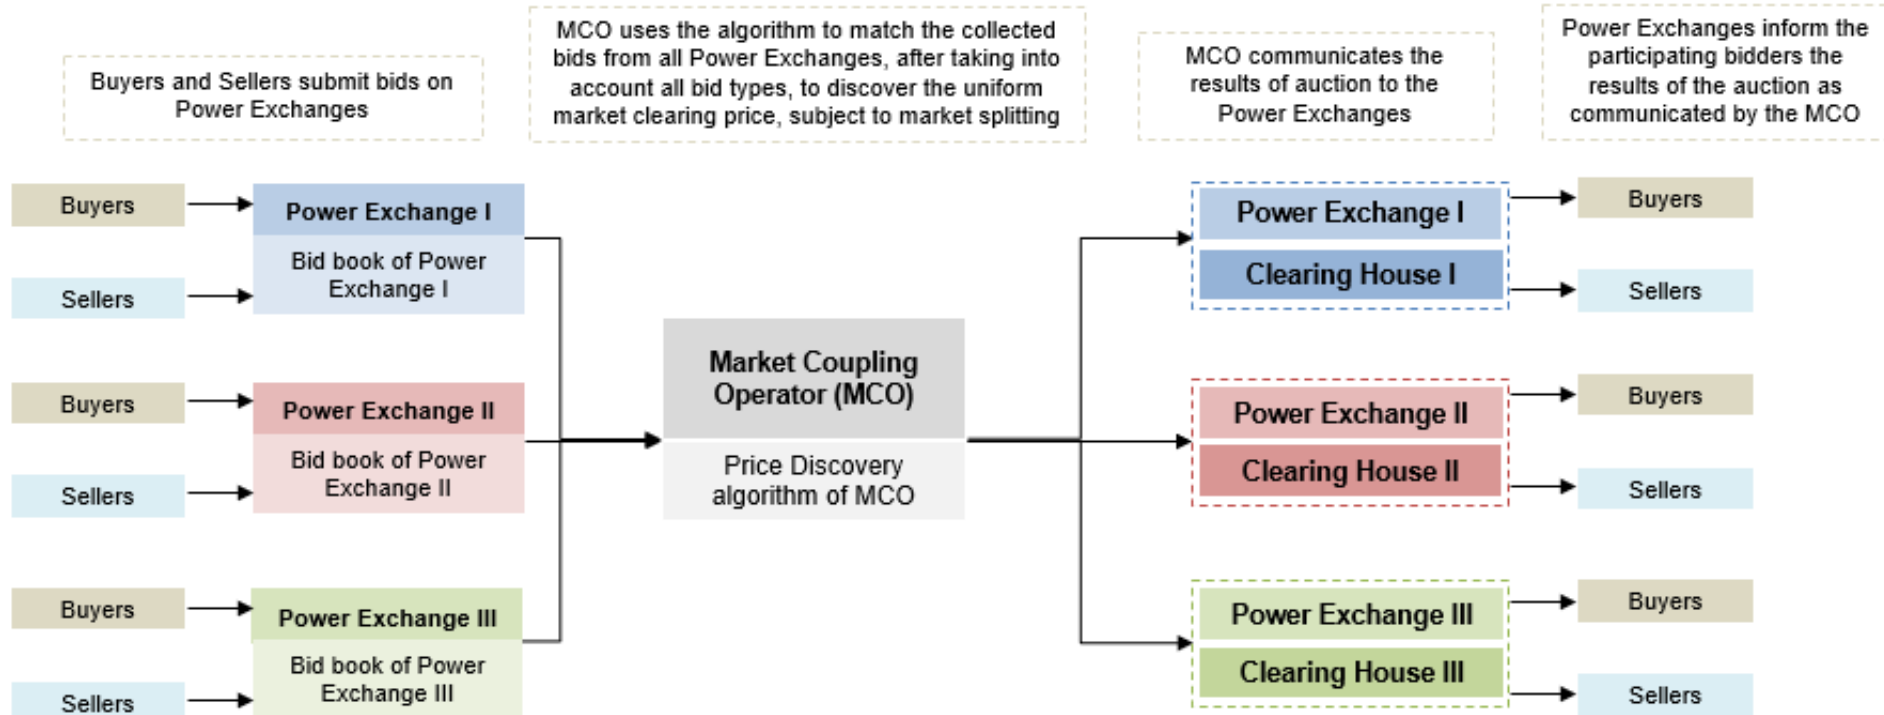 Buyers and Sellers submit bids on
Power Exchanges
MCO uses the algorithm to match the collected
bids from all Power Exchanges, after taking into
account all bid types, to discover the uniform
market clearing price, subject to market splitting
MCO communicates the
results of auction to the
Power Exchanges
Power Exchanges inform the
participating bidders the
results of the auction as
communicated by the MCO
Buyers
Sellers
Power Exchange I
Bid book of Power
Exchange I
Buyers
Sellers
Power Exchange II
Bid book of Power
Exchange II
Buyers
Sellers
Power Exchange III
Bid book of Power
Exchange III
Market Coupling
Operator (MCO)
Price Discovery
algorithm of MCO
Power Exchange I
Clearing House I
Buyers
Sellers
Power Exchange II
Clearing House II
Buyers
Sellers
Power Exchange III
Clearing House III
Buyers
Sellers